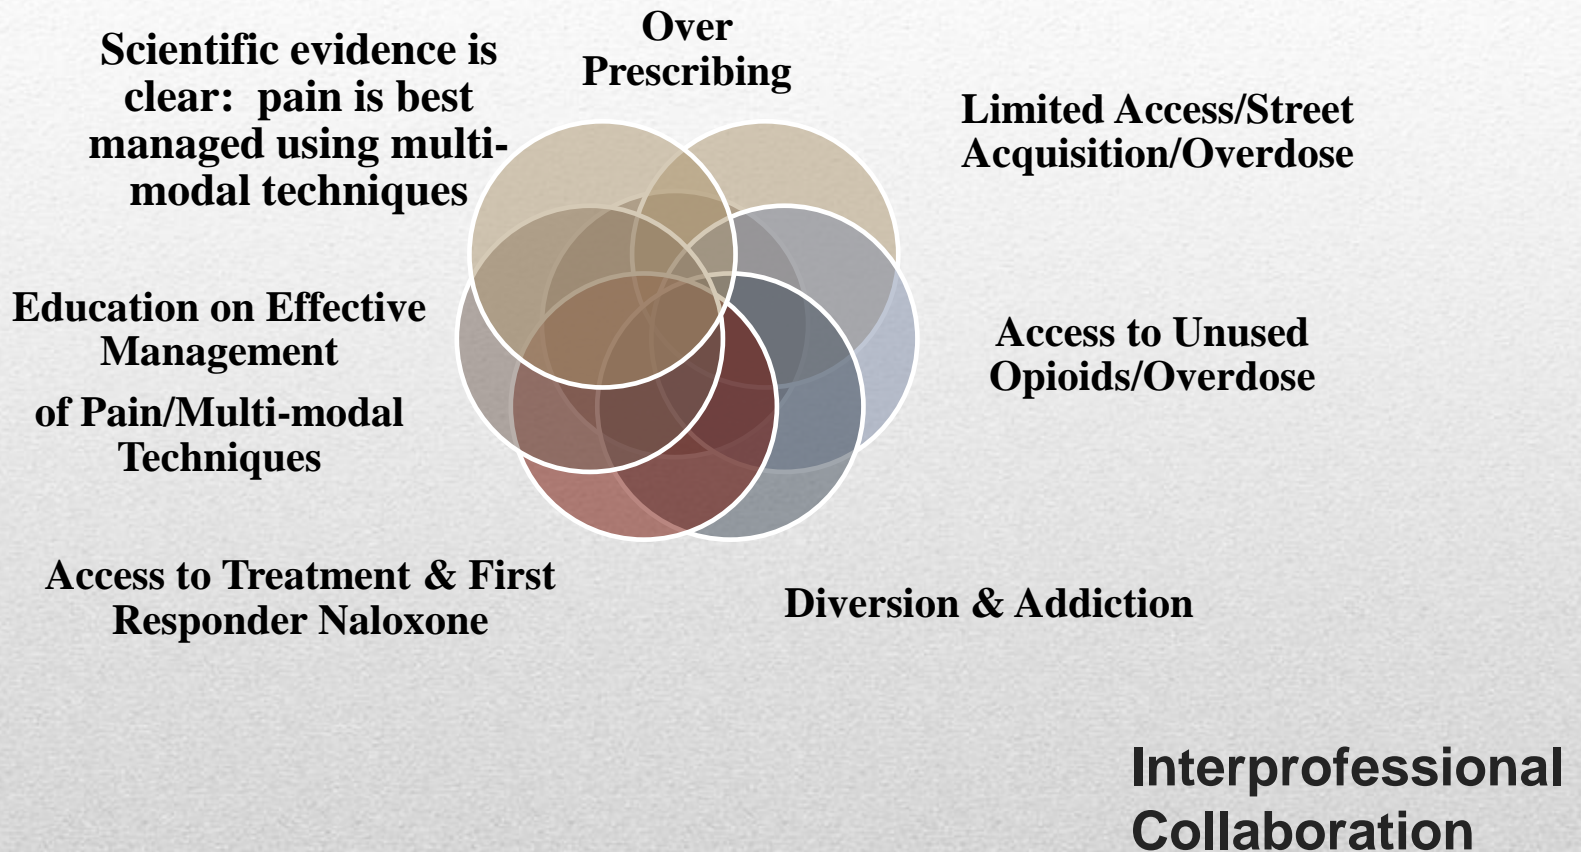 Over
Prescribing
Scientific evidence is
clear:  pain is best
managed using multi-
modal techniques
Limited Access/Street
Acquisition/Overdose
Education on Effective
Management
of Pain/Multi-modal
Techniques
Access to Unused
Opioids/Overdose
Access to Treatment & First
Responder Naloxone
Diversion & Addiction
Interprofessional
Collaboration